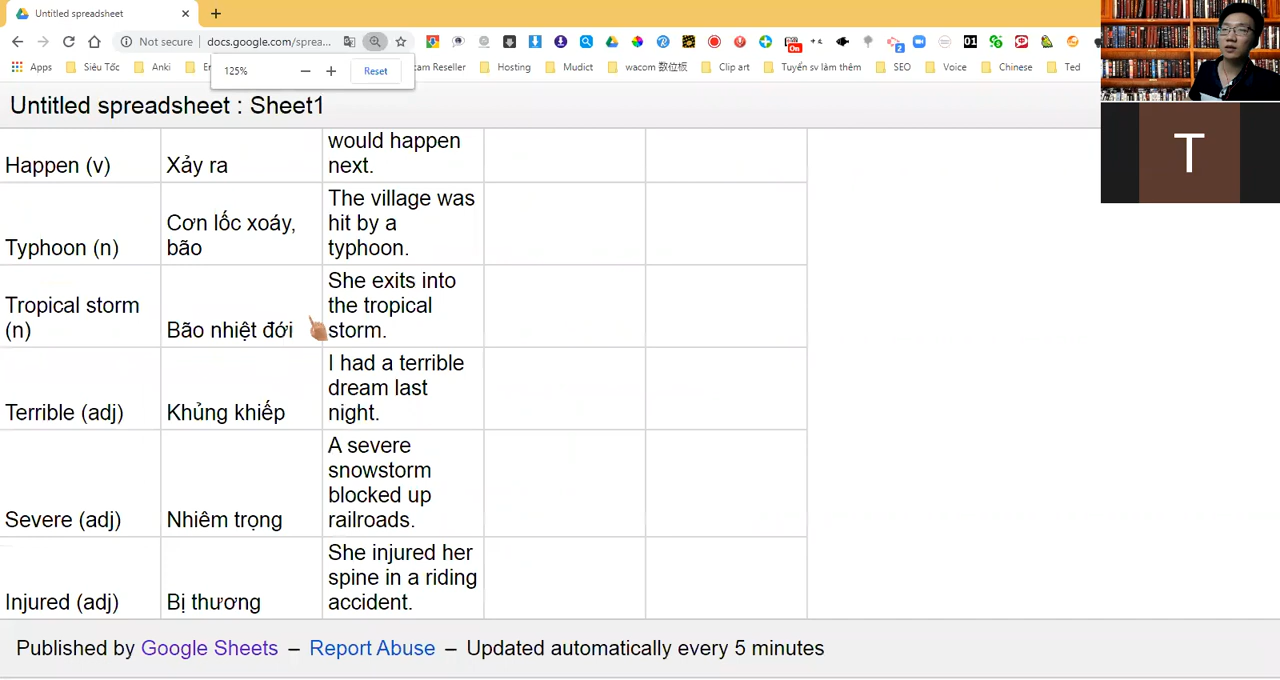 Untitled spreadsheet
Not secure docs.google.com/sprea...
On
2
01
Apps Siêu Tốc Anki am Reseller Hosting Mudict wacom 数位板 Clip art Tuyển sv làm thêm SEO Voice Chinese Ted
125% Reset
Untitled spreadsheet : Sheet1
would happen
Happen (v) Xảy ra next.
The village was
Cơn lốc xoáy, hit by a
Typhoon (n) bão typhoon.
She exits into
Tropical storm the tropical
(n) Bão nhiệt đới storm.
I had a terrible
dream last
Terrible (adj) Khủng khiếp night.
A severe
snowstorm
blocked up
Severe (adj) Nhiêm trọng railroads.
She injured her
spine in a riding
Injured (adj) Bị thương accident.
Published by Google Sheets – Report Abuse – Updated automatically every 5 minutes
T